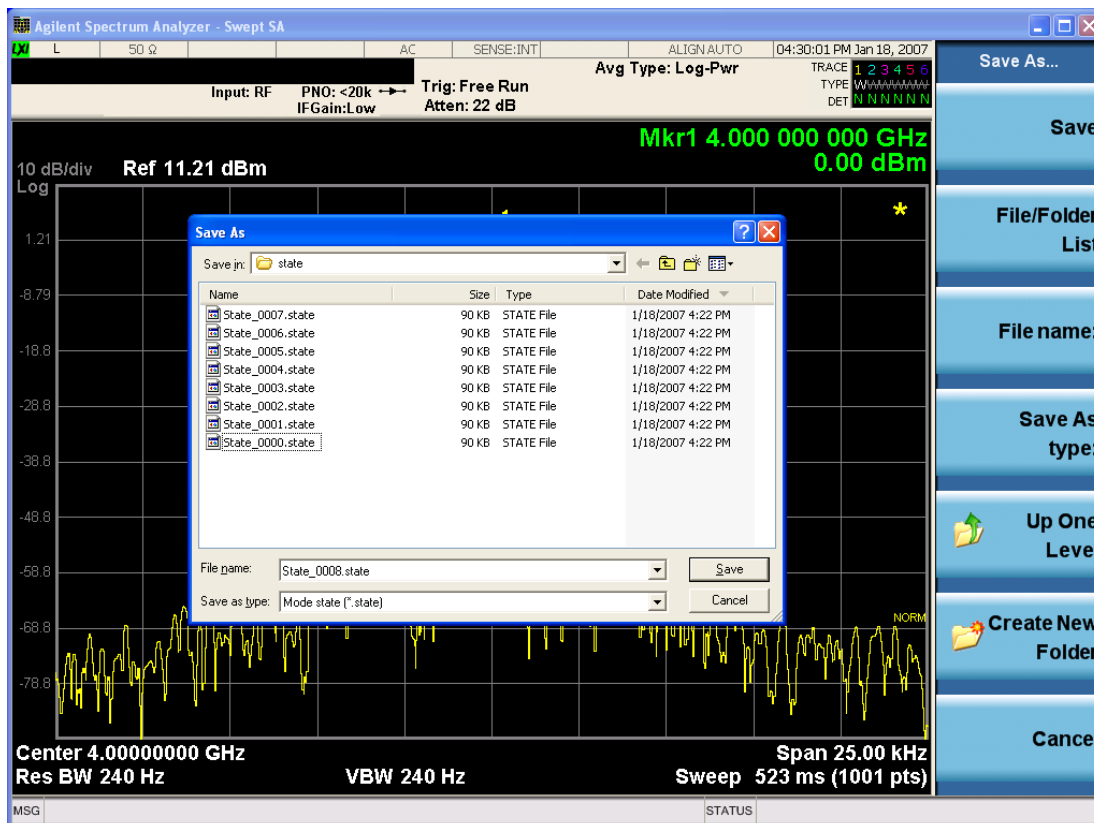 Agilent Spectrum Analyzer - Swept SA
LXI L 50 Ω AC SENSE:INT ALIGN AUTO 04:30:01 PM Jan 18, 2007
Input: RF PNO: <20k Trig: Free Run Avg Type: Log-Pwr TRACE 1 2 3 4 5 6
IFGain:Low Atten: 22 dB TYPE WWWWWW
DET N N N N N N
Mkr1 4.000 000 000 GHz
0.00 dBm
10 dB/div Ref 11.21 dBm
Log
1.21
-8.79
-18.8
-28.8
-38.8
-48.8
-58.8
-68.8
-78.8
1
*
NORM
Save As
Save in: state
Name Size Type Date Modified
State_0007.state 90 KB STATE File 1/18/2007 4:22 PM
State_0006.state 90 KB STATE File 1/18/2007 4:22 PM
State_0005.state 90 KB STATE File 1/18/2007 4:22 PM
State_0004.state 90 KB STATE File 1/18/2007 4:22 PM
State_0003.state 90 KB STATE File 1/18/2007 4:22 PM
State_0002.state 90 KB STATE File 1/18/2007 4:22 PM
State_0001.state 90 KB STATE File 1/18/2007 4:22 PM
State_0000.state 90 KB STATE File 1/18/2007 4:22 PM
File name: State_0008.state Save
Save as type: Mode state (*.state) Cancel
Center 4.00000000 GHz Span 25.00 kHz
Res BW 240 Hz VBW 240 Hz Sweep 523 ms (1001 pts)
MSG STATUS
Save As...
Save
File/Folder
List
File name:
Save As
type:
Up One
Leve
Create New
Folder
Cance